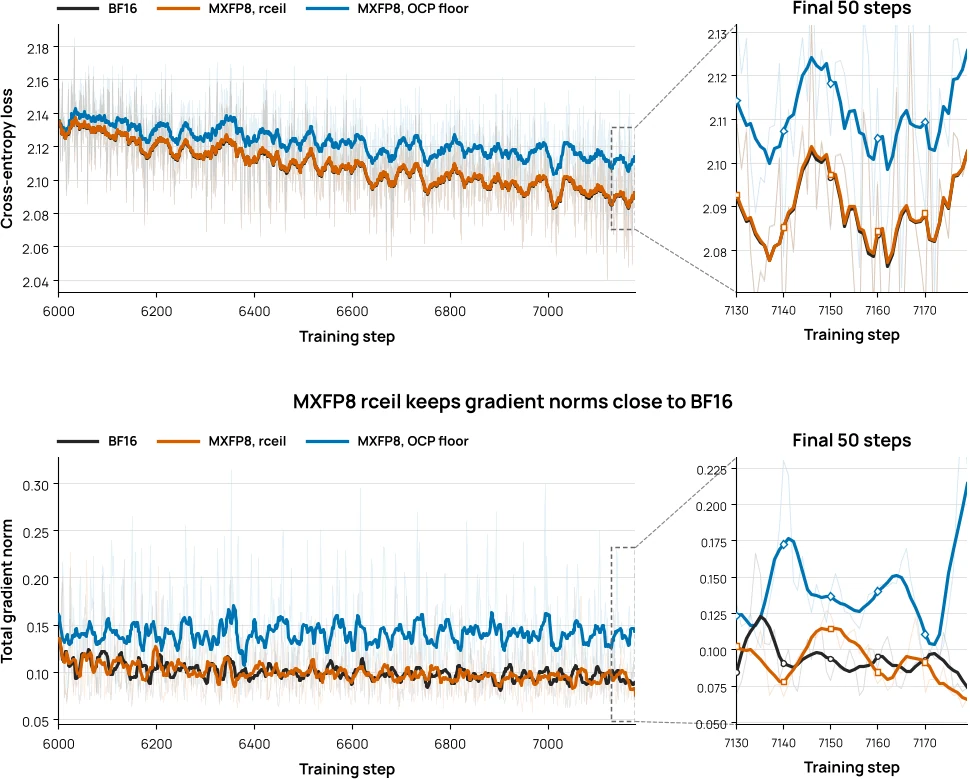 BF16 MXFP8, rceil MXFP8, OCP floor
Final 50 steps
Cross-entropy loss
2.18
2.16
2.14
2.12
2.10
2.08
2.06
2.04
6000 6200 6400 6600 6800 7000
Training step
2.13
2.12
2.11
2.10
2.09
2.08
7130 7140 7150 7160 7170
Training step
MXFP8 rceil keeps gradient norms close to BF16
BF16 MXFP8, rceil MXFP8, OCP floor
Final 50 steps
Total gradient norm
0.30
0.25
0.20
0.15
0.10
0.05
6000 6200 6400 6600 6800 7000
Training step
0.225
0.200
0.175
0.150
0.125
0.100
0.075
0.050
7130 7140 7150 7160 7170
Training step